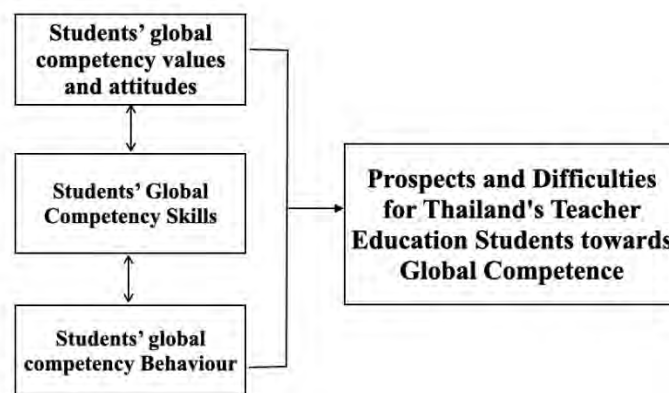 Students’ global
competency values
and attitudes
Students’ Global
Competency Skills
Students’ global
competency Behaviour
Prospects and Difficulties
for Thailand's Teacher
Education Students towards
Global Competence